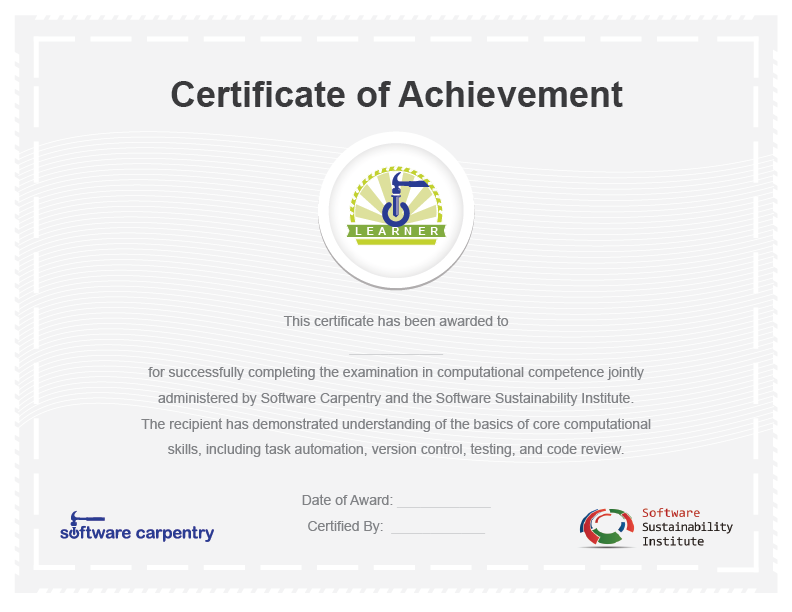 Certificate of Achievement
LEARNER
This certificate has been awarded to
for successfully completing the examination in computational competence jointly
administered by Software Carpentry and the Software Sustainability Institute.
The recipient has demonstrated understanding of the basics of core computational
skills, including task automation, version control, testing, and code review.
Date of Award:
Certified By:
software carpentry
Software
Sustainability
Institute